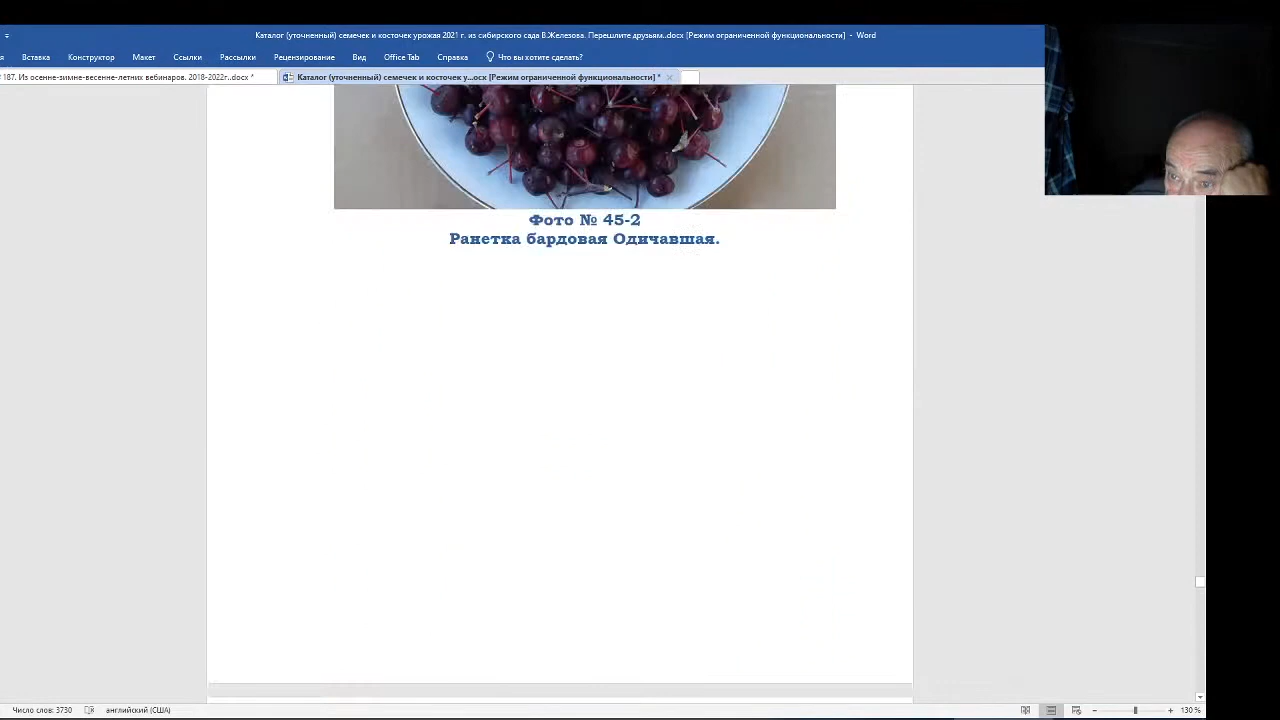 Каталог (уточненный) семечек и косточек урожая 2021 г. из сибирского сада В.Железова. Перешлите друзьям..docx [Режим ограниченной функциональности] - Word
я Вставка Конструктор Макет Ссылки Рассылки Рецензирование Вид Office Tab Справка Что вы хотите сделать?
187. Из осенне-зимне-весенне-летних вебинаров. 2018-2022г..docx *
Каталог (уточненный) семечек и косточек у...ocx [Режим ограниченной функциональности] *
Фото № 45-2
Ранетка бардовая Одичавшая.
Число слов: 3730 английский (США) 130 %